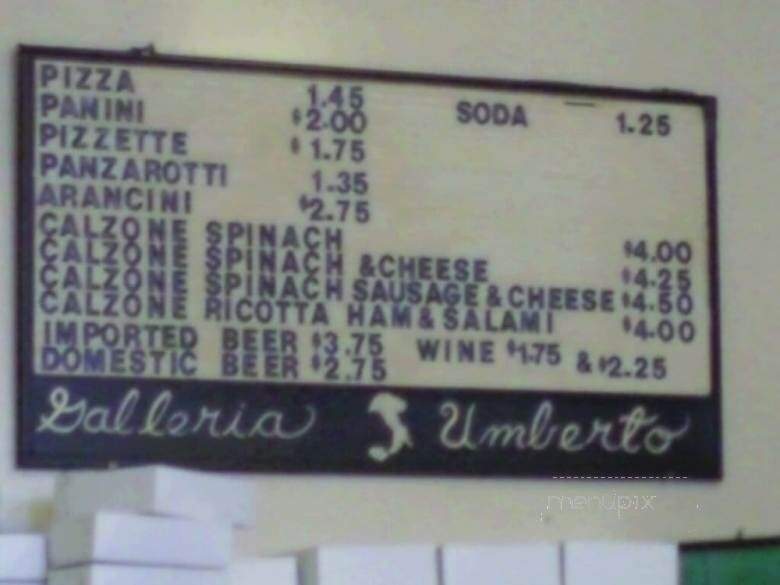 PIZZA 1.45 SODA 1.25
PANINI $2.00
PIZZETTE $1.75
PANZAROTTI 1.35
ARANCINI $2.75
CALZONE SPINACH $4.00
CALZONE SPINACH &CHEESE $4.25
CALZONE SPINACH SAUSAGE & CHEESE $4.50
CALZONE RICOTTA HAM & SALAMI $4.00
IMPORTED BEER $3.75 WINE $1.75 & $2.25
DOMESTIC BEER $2.75
Galleria Umberto
menupix